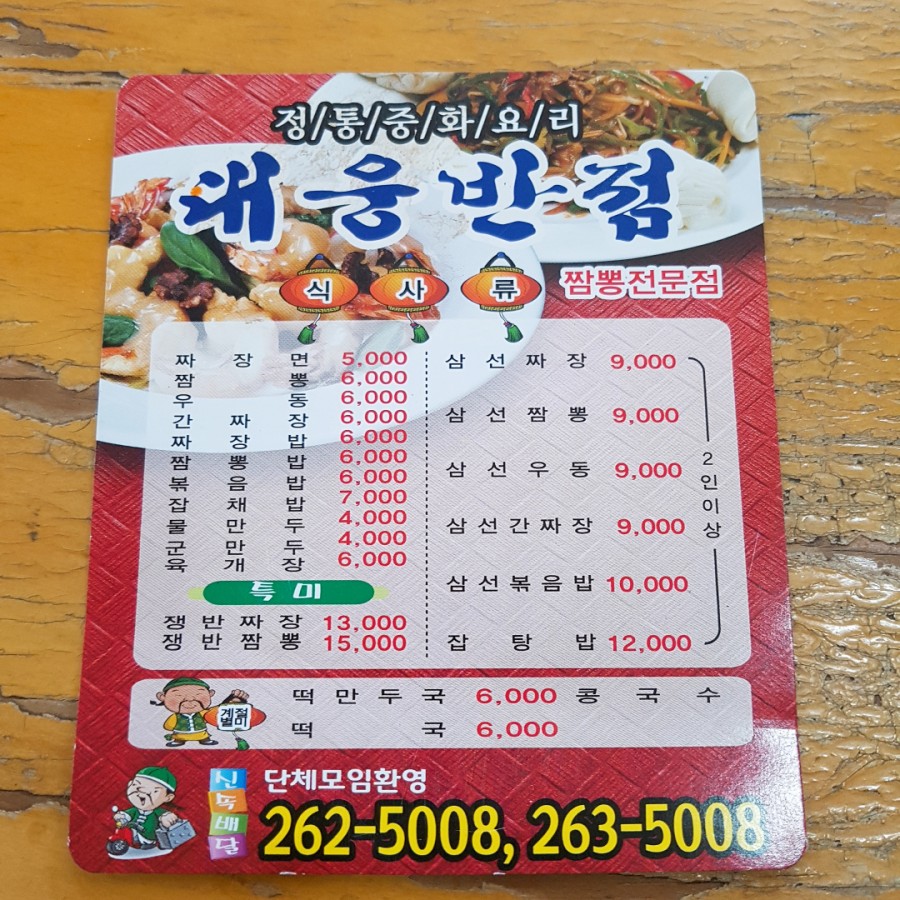 정/통/중/화/요/리
대웅반점
식사류
짬뽕전문점
짜장면 5,000
짬뽕 6,000
우동 6,000
간짜장 6,000
짜장밥 6,000
짬뽕밥 6,000
볶음밥 6,000
잡채밥 7,000
물만두 4,000
군만두 4,000
육개장 6,000
특미
쟁반짜장 13,000
쟁반짬뽕 15,000
삼선짜장 9,000
삼선짬뽕 9,000
삼선우동 9,000
삼선간짜장 9,000
삼선볶음밥 10,000
잡탕밥 12,000
2인이상
계절별미
떡만두국 6,000 콩국수
떡국 6,000
신속배달
단체모임환영
262-5008, 263-5008